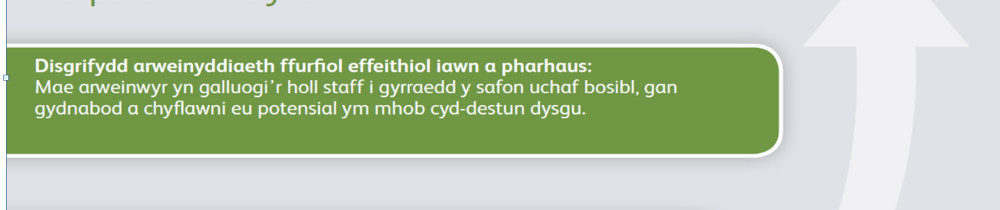 Disgrifydd arweinyddiaeth ffurfiol effeithiol iawn a pharhaus:
Mae arweinwyr yn galluogi’r holl staff i gyrraedd y safon uchaf bosibl, gan
gydnabod a chyflawni eu potensial ym mhob cyd-destun dysgu.